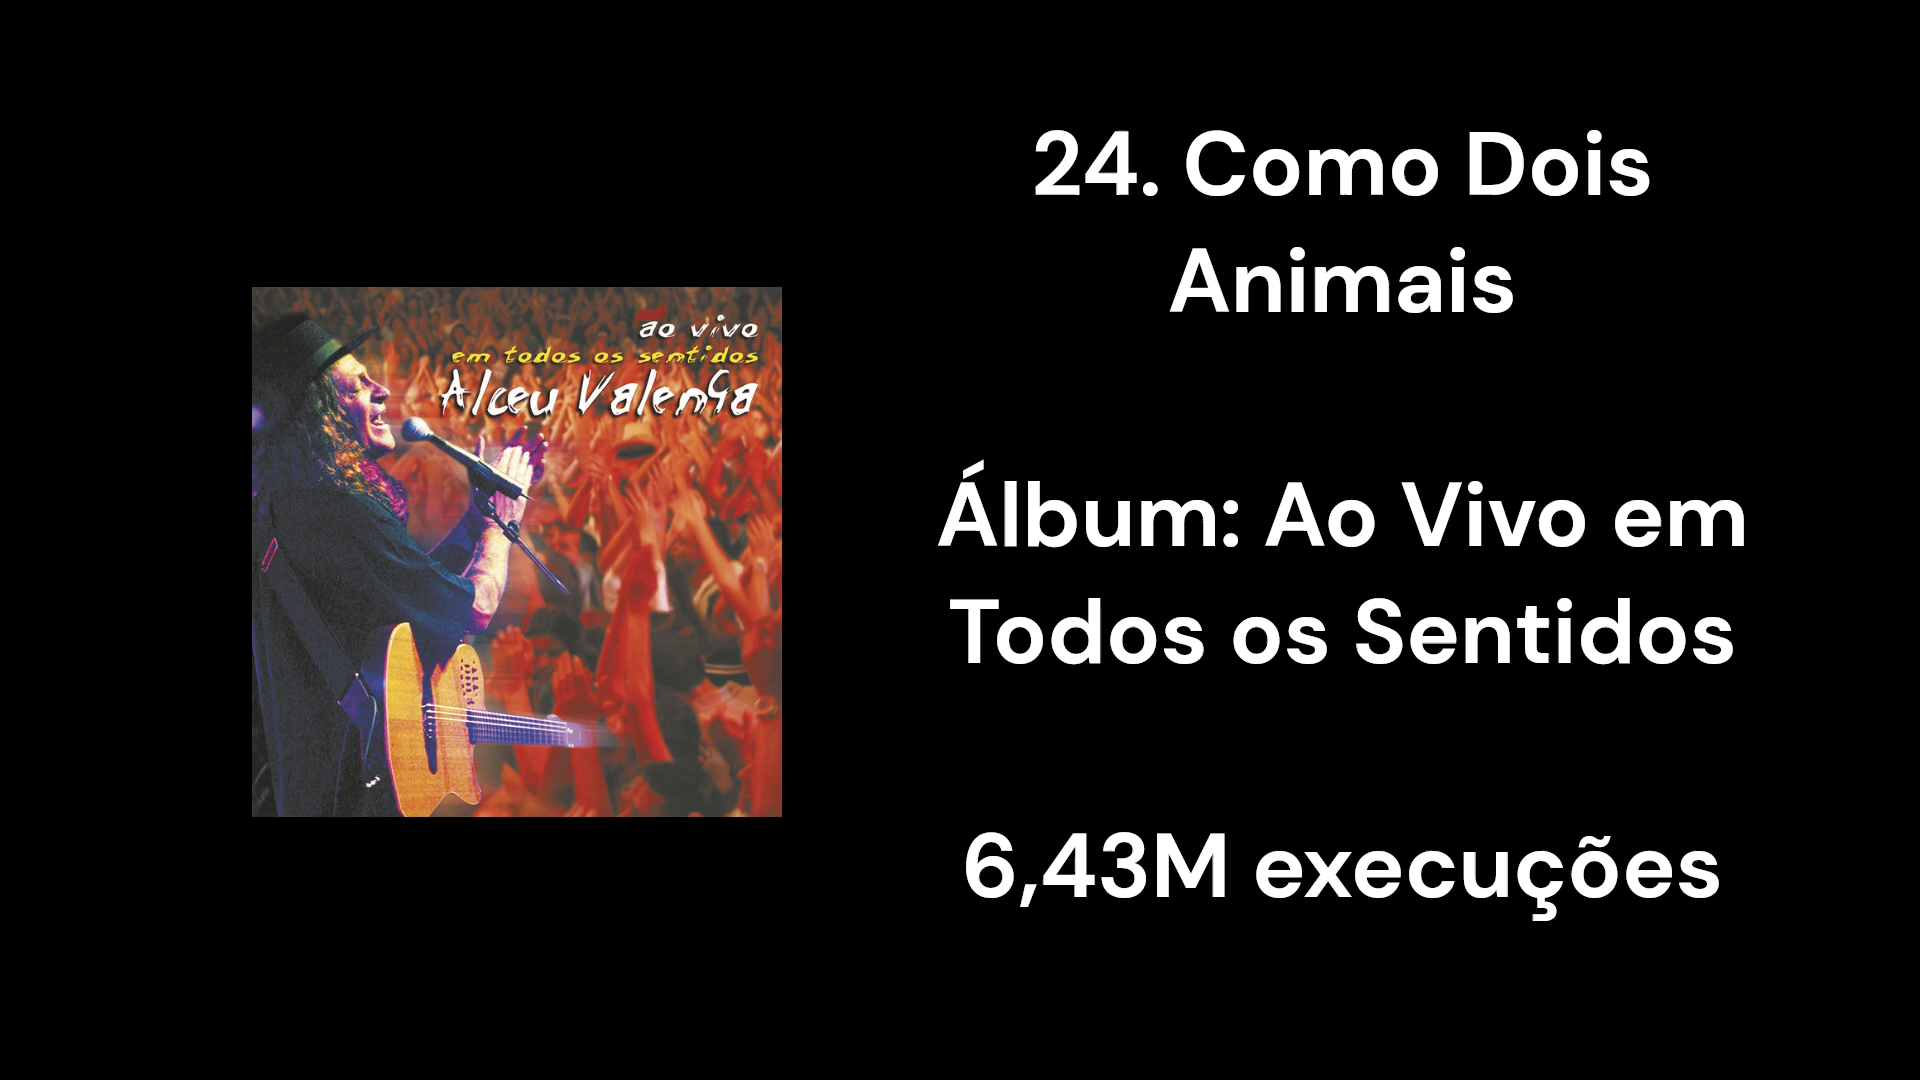 ao vivo
em todos os sentidos
Alceu Valença
24. Como Dois
Animais
Álbum: Ao Vivo em
Todos os Sentidos
6,43M execuções